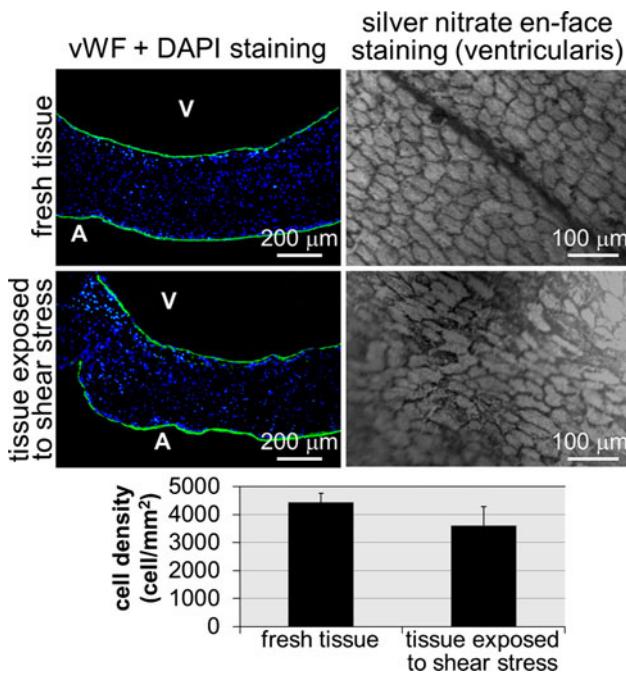 vWF + DAPI staining
silver nitrate en-face
staining (ventricularis)
fresh tissue
V
A
200 μm
100 μm
tissue exposed
to shear stress
V
A
200 μm
100 μm
cell density
(cell/mm²)
5000
4000
3000
2000
1000
0
fresh tissue
tissue exposed
to shear stress